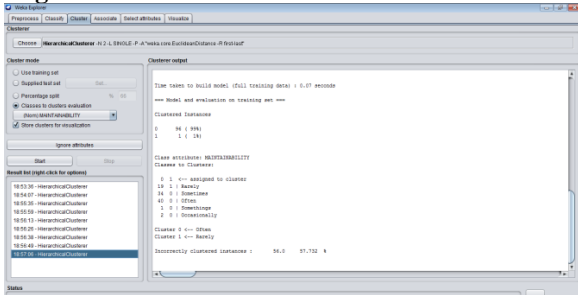 Weka Explorer
Preprocess Classify Cluster Associate Select attributes Visualize
Clusterer
Choose HierarchicalClusterer -N 2 -L SINGLE -P -A "weka.core.EuclideanDistance -R first-last"
Cluster mode
Use training set
Supplied test set Set...
Percentage split %
Classes to clusters evaluation
(Nom) MAINTAINABILITY
Store clusters for visualization
Ignore attributes
Start Stop
Result list (right-click for options)
18:53:36 - HierarchicalClusterer
18:54:07 - HierarchicalClusterer
18:55:35 - HierarchicalClusterer
18:55:59 - HierarchicalClusterer
18:56:13 - HierarchicalClusterer
18:56:26 - HierarchicalClusterer
18:56:38 - HierarchicalClusterer
18:56:49 - HierarchicalClusterer
18:57:06 - HierarchicalClusterer
Clusterer output
Time taken to build model (full training data) : 0.07 seconds
=== Model and evaluation on training set ===
Clustered Instances
0 96 ( 99%)
1 1 ( 1%)
Class attribute: MAINTAINABILITY
Classes to Clusters:
0 1 <-- assigned to cluster
19 1 | Rarely
34 0 | Sometimes
40 0 | Often
1 0 | Somethings
2 0 | Occasionally
Cluster 0 <-- Often
Cluster 1 <-- Rarely
Incorrectly clustered instances : 56.0 57.732 %
Status